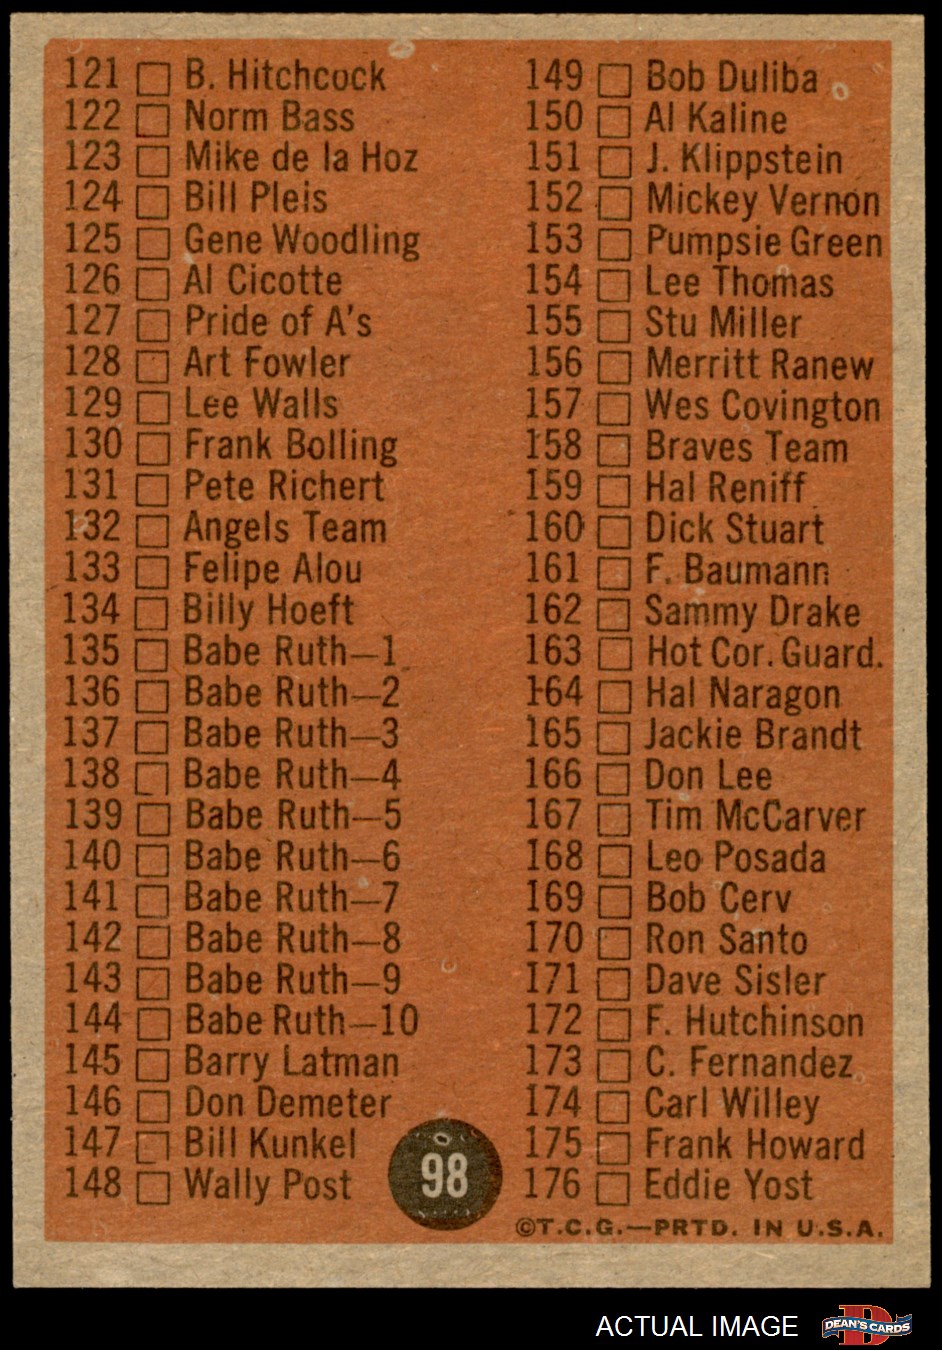 121 B. Hitchcock
122 Norm Bass
123 Mike de la Hoz
124 Bill Pleis
125 Gene Woodling
126 Al Cicotte
127 Pride of A's
128 Art Fowler
129 Lee Walls
130 Frank Bolling
131 Pete Richert
132 Angels Team
133 Felipe Alou
134 Billy Hoeft
135 Babe Ruth—1
136 Babe Ruth—2
137 Babe Ruth—3
138 Babe Ruth—4
139 Babe Ruth—5
140 Babe Ruth—6
141 Babe Ruth—7
142 Babe Ruth—8
143 Babe Ruth—9
144 Babe Ruth—10
145 Barry Latman
146 Don Demeter
147 Bill Kunkel
148 Wally Post
98
149 Bob Duliba
150 Al Kaline
151 J. Klippstein
152 Mickey Vernon
153 Pumpsie Green
154 Lee Thomas
155 Stu Miller
156 Merritt Ranew
157 Wes Covington
158 Braves Team
159 Hal Reniff
160 Dick Stuart
161 F. Baumann
162 Sammy Drake
163 Hot Cor. Guard.
164 Hal Naragon
165 Jackie Brandt
166 Don Lee
167 Tim McCarver
168 Leo Posada
169 Bob Cerv
170 Ron Santo
171 Dave Sisler
172 F. Hutchinson
173 C. Fernandez
174 Carl Willey
175 Frank Howard
176 Eddie Yost
©T.C.G.—PRTD. IN U.S.A.
ACTUAL IMAGE
D
DEAN'S CARDS